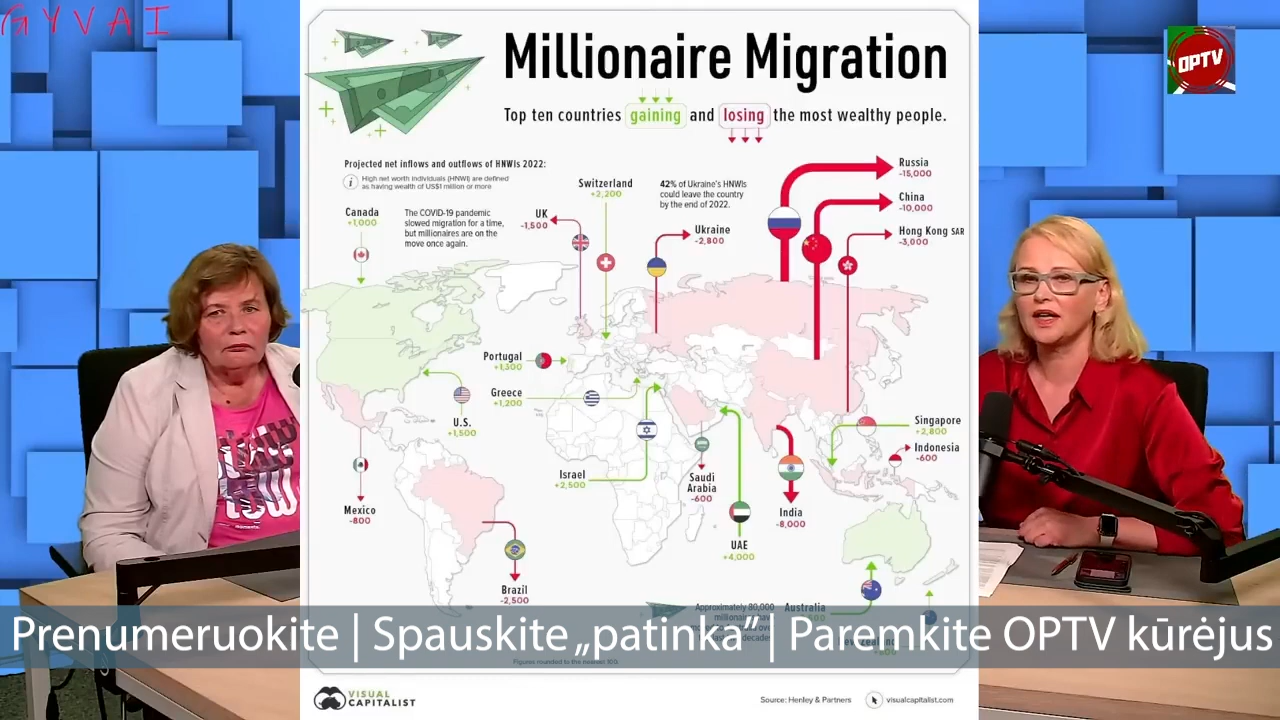 GYVAI
OPTV
Millionaire Migration
Top ten countries gaining and losing the most wealthy people.
Projected net inflows and outflows of HNWIs 2022:
High net worth individuals (HNWI) are defined
as having wealth of US$1 million or more
The COVID-19 pandemic
slowed migration for a time,
but millionaires are on the
move once again.
42% of Ukraine's HNWIs
could leave the country
by the end of 2022.
Canada
+1,000
UK
-1,500
Switzerland
+2,200
Ukraine
-2,800
Russia
-15,000
China
-10,000
Hong Kong SAR
-3,000
Portugal
+1,300
Greece
+1,200
U.S.
+1,500
Israel
+2,500
Saudi
Arabia
-600
UAE
+4,000
India
-8,000
Singapore
+2,800
Indonesia
-600
Mexico
-800
Brazil
-2,500
Australia
Approximately 80,000
Prenumeruokite | Spauskite „patinka“ | Paremkite OPTV kūrėjus
Figures rounded to the nearest 100.
VISUAL
CAPITALIST
Source: Henley & Partners
visualcapitalist.com